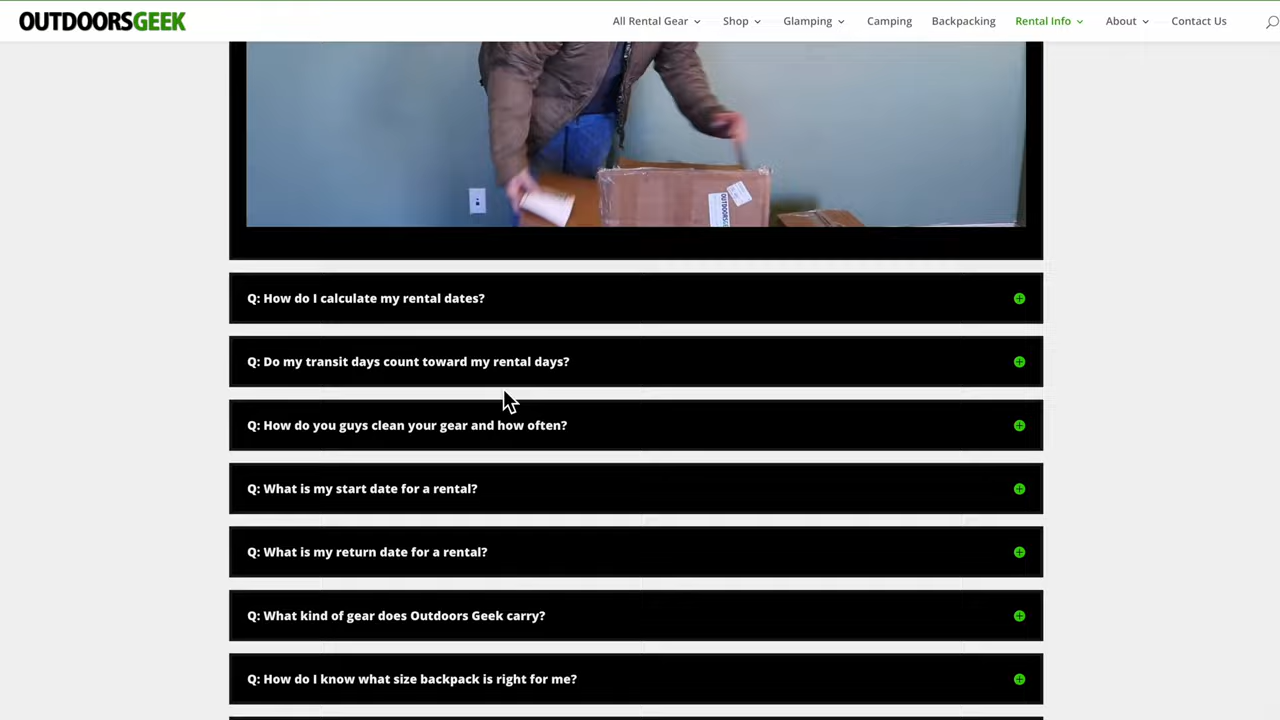 OUTDOORSGEEK
All Rental Gear
Shop
Glamping
Camping
Backpacking
Rental Info
About
Contact Us
Q: How do I calculate my rental dates?
Q: Do my transit days count toward my rental days?
Q: How do you guys clean your gear and how often?
Q: What is my start date for a rental?
Q: What is my return date for a rental?
Q: What kind of gear does Outdoors Geek carry?
Q: How do I know what size backpack is right for me?